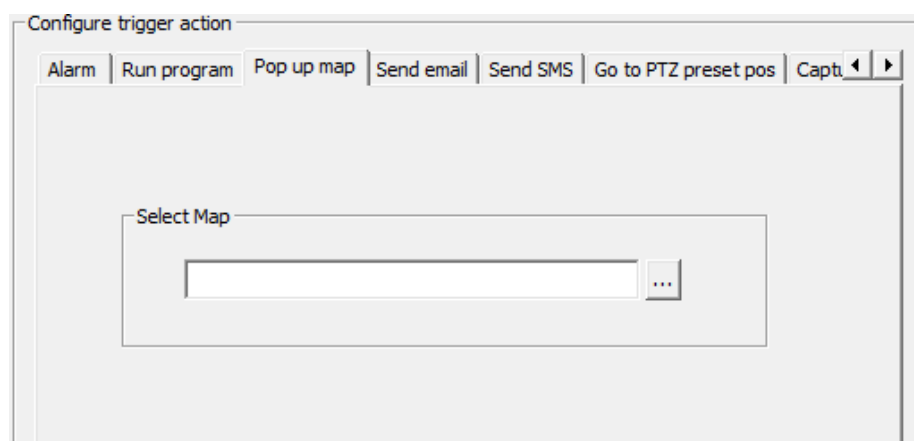 Configure trigger action
Alarm Run program Pop up map Send email Send SMS Go to PTZ preset pos Captu
Select Map
...